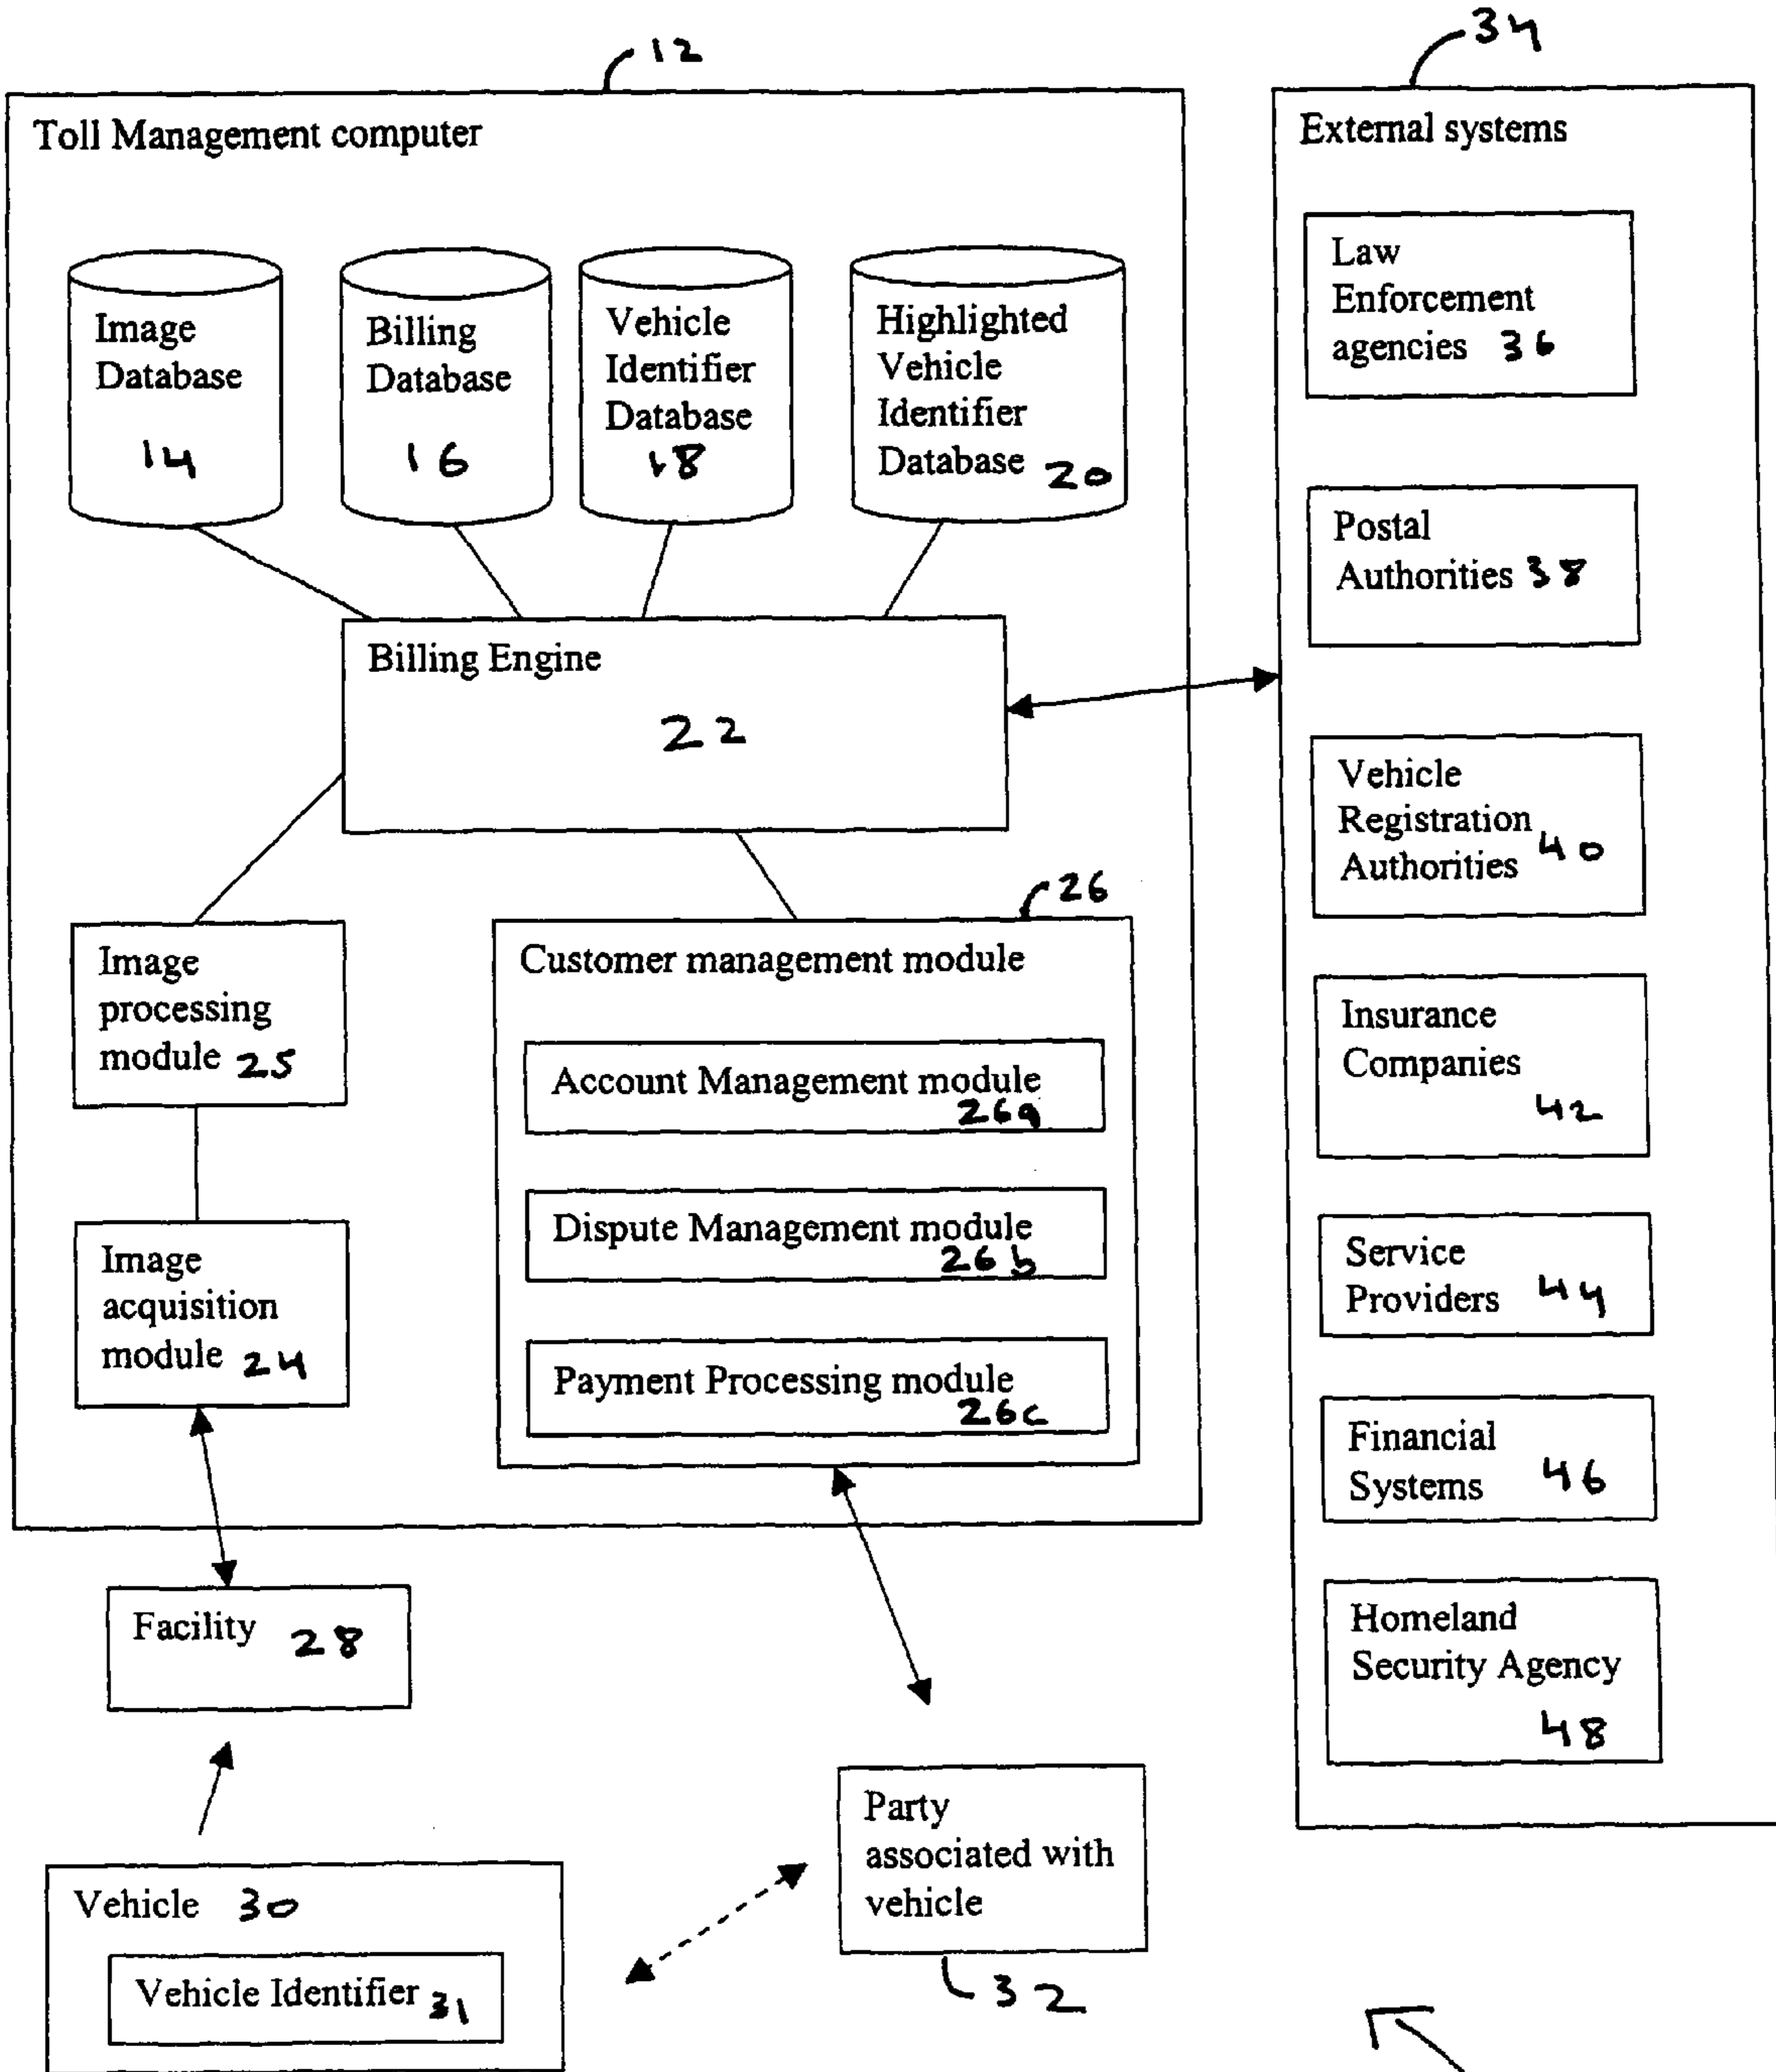 12
34
Toll Management computer
External systems
Image
Database
14
Billing
Database
16
Vehicle
Identifier
Database
18
Highlighted
Vehicle
Identifier
Database 20
Law
Enforcement
agencies 36
Postal
Authorities 38
Billing Engine
22
Vehicle
Registration
Authorities 40
26
Image
processing
module 25
Customer management module
Account Management module
26a
Dispute Management module
26b
Payment Processing module
26c
Insurance
Companies
42
Image
acquisition
module 24
Service
Providers 44
Financial
Systems 46
Facility 28
Homeland
Security Agency
48
Party
associated with
vehicle
32
Vehicle 30
Vehicle Identifier 31